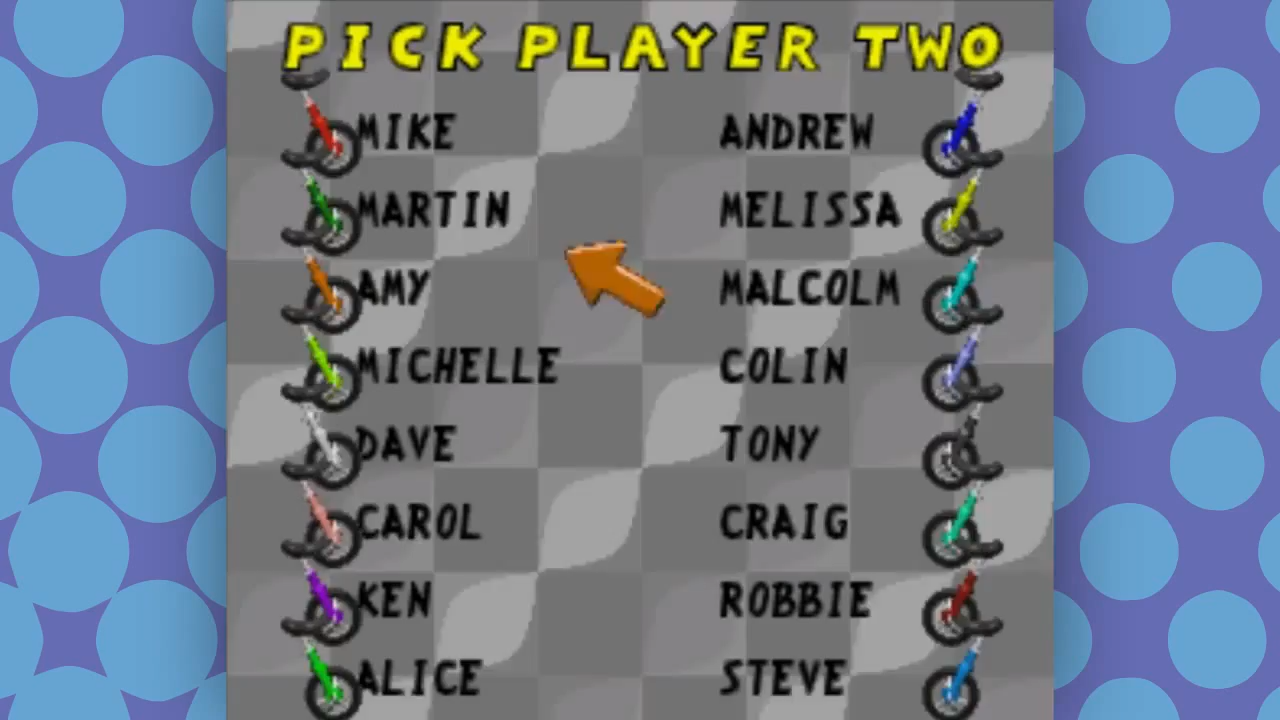 PICK PLAYER TWO
MIKE ANDREW
MARTIN MELISSA
AMY MALCOLM
MICHELLE COLIN
DAVE TONY
CAROL CRAIG
KEN ROBBIE
ALICE STEVE